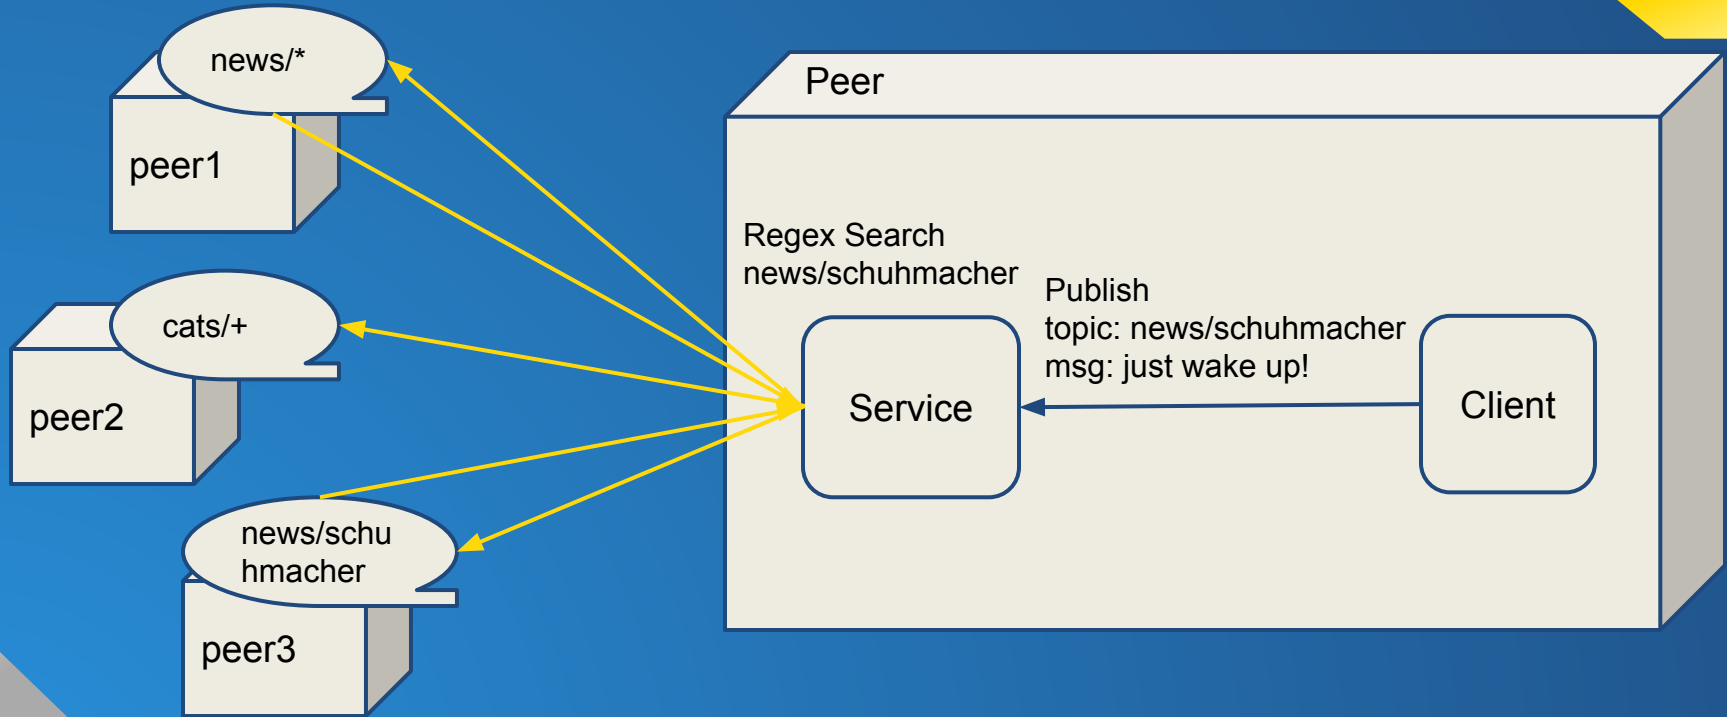 news/*
peer1
cats/+
peer2
news/schu
hmacher
peer3
Peer
Regex Search
news/schuhmacher
Service
Publish
topic: news/schuhmacher
msg: just wake up!
Client